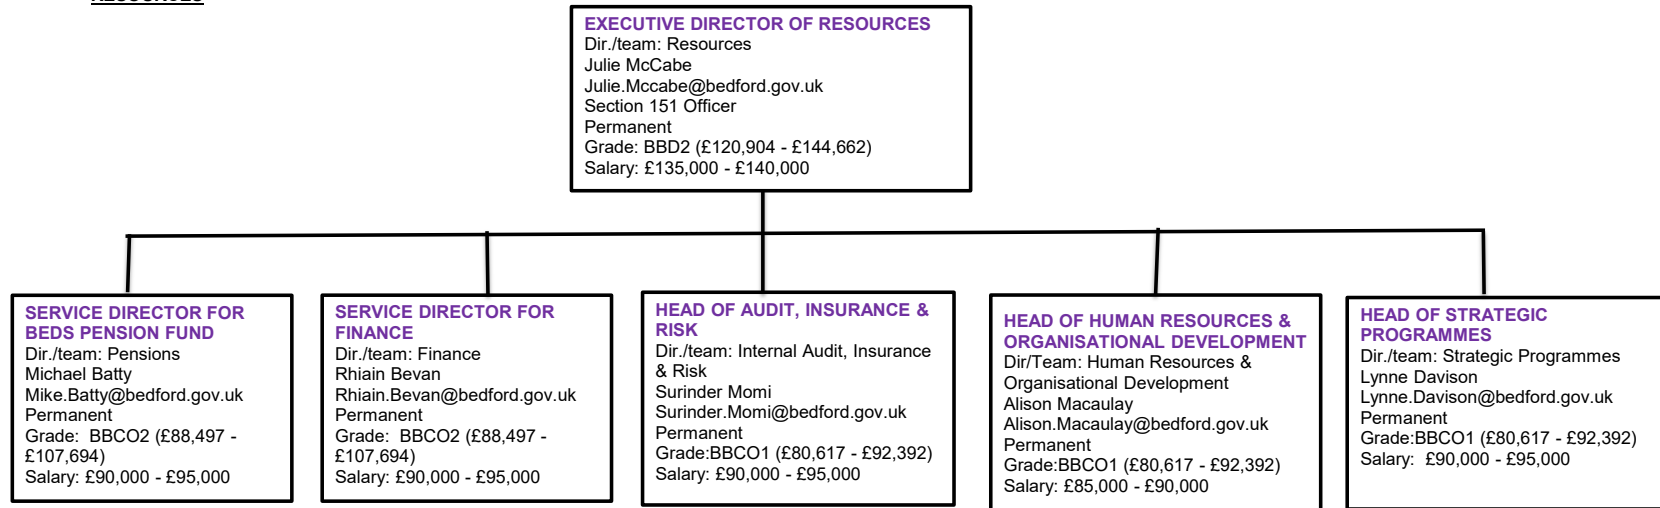 RESOURCES
EXECUTIVE DIRECTOR OF RESOURCES
Dir./team: Resources
Julie McCabe
Julie.Mccabe@bedford.gov.uk
Section 151 Officer
Permanent
Grade: BBD2 (£120,904 - £144,662)
Salary: £135,000 - £140,000
SERVICE DIRECTOR FOR
BEDS PENSION FUND
Dir./team: Pensions
Michael Batty
Mike.Batty@bedford.gov.uk
Permanent
Grade:  BBCO2 (£88,497 -
£107,694)
Salary: £90,000 - £95,000
SERVICE DIRECTOR FOR
FINANCE
Dir./team: Finance
Rhiain Bevan
Rhiain.Bevan@bedford.gov.uk
Permanent
Grade:  BBCO2 (£88,497 -
£107,694)
Salary: £90,000 - £95,000
HEAD OF AUDIT, INSURANCE &
RISK
Dir./team: Internal Audit, Insurance
& Risk
Surinder Momi
Surinder.Momi@bedford.gov.uk
Permanent
Grade:BBCO1 (£80,617 - £92,392)
Salary: £90,000 - £95,000
HEAD OF HUMAN RESOURCES &
ORGANISATIONAL DEVELOPMENT
Dir/Team: Human Resources &
Organisational Development
Alison Macaulay
Alison.Macaulay@bedford.gov.uk
Permanent
Grade:BBCO1 (£80,617 - £92,392)
Salary: £85,000 - £90,000
HEAD OF STRATEGIC
PROGRAMMES
Dir./team: Strategic Programmes
Lynne Davison
Lynne.Davison@bedford.gov.uk
Permanent
Grade:BBCO1 (£80,617 - £92,392)
Salary:  £90,000 - £95,000